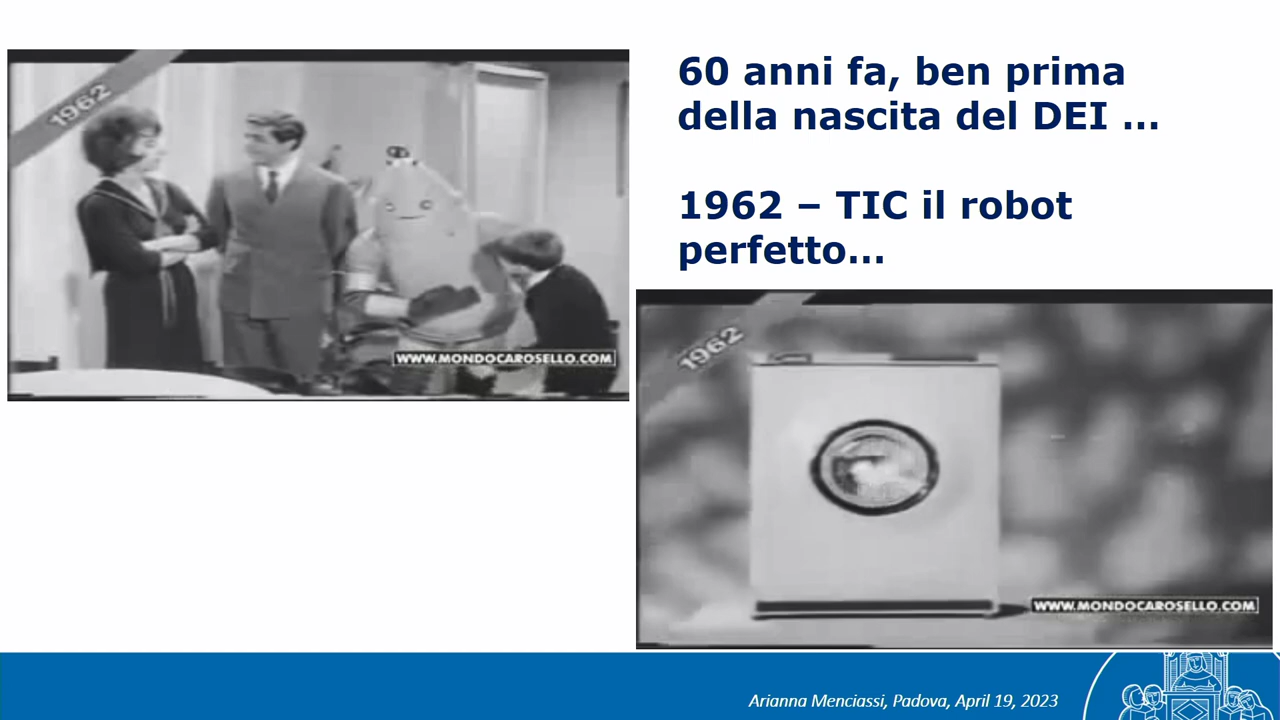 1962
WWW.MONDOCAROSELLO.COM
60 anni fa, ben prima
della nascita del DEI ...
1962 – TIC il robot
perfetto...
1962
WWW.MONDOCAROSELLO.COM
Arianna Menciassi, Padova, April 19, 2023